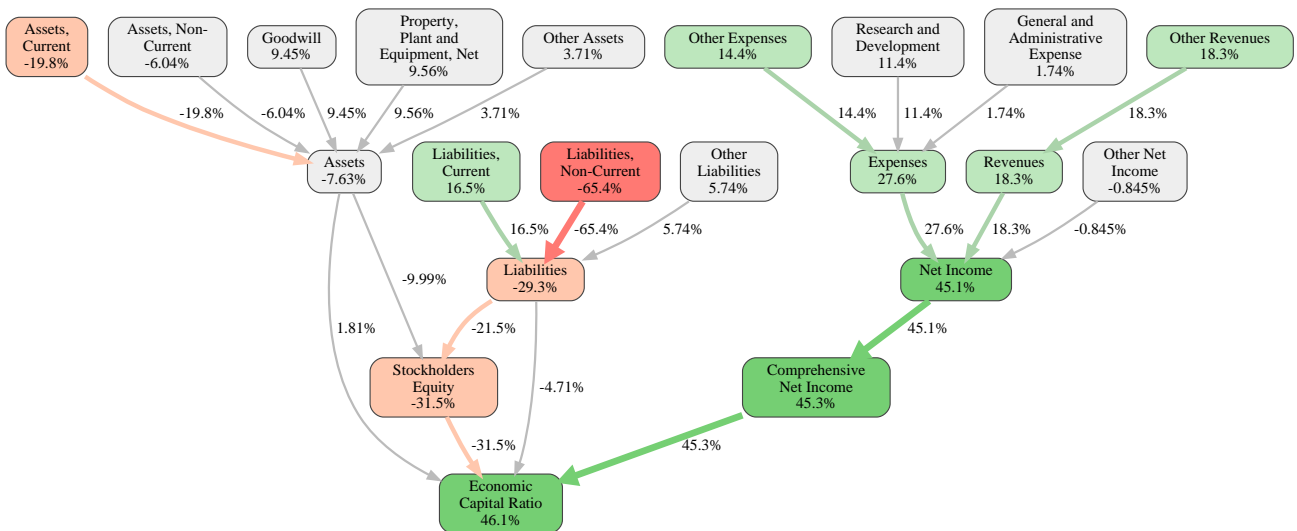 Assets,
Current
-19.8%
Assets, Non-
Current
-6.04%
Goodwill
9.45%
Property,
Plant and
Equipment, Net
9.56%
Other Assets
3.71%
Other Expenses
14.4%
Research and
Development
11.4%
General and
Administrative
Expense
1.74%
Other Revenues
18.3%
-19.8%
-6.04%
9.45%
9.56%
3.71%
14.4%
11.4%
1.74%
18.3%
Assets
-7.63%
Liabilities,
Current
16.5%
Liabilities,
Non-Current
-65.4%
Other
Liabilities
5.74%
Expenses
27.6%
Revenues
18.3%
Other Net
Income
-0.845%
16.5%
-65.4%
5.74%
27.6%
18.3%
-0.845%
-9.99%
Liabilities
-29.3%
Net Income
45.1%
1.81%
-21.5%
45.1%
Stockholders
Equity
-31.5%
-4.71%
Comprehensive
Net Income
45.3%
-31.5%
45.3%
Economic
Capital Ratio
46.1%